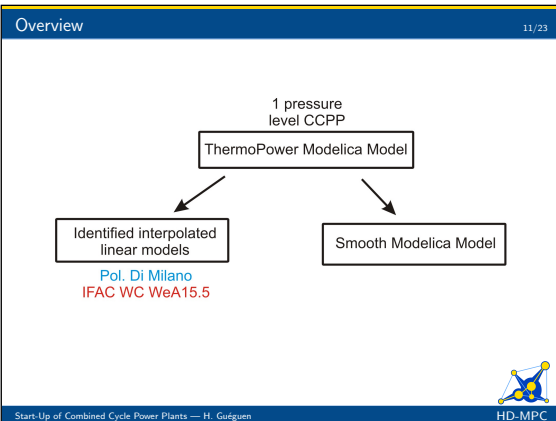 Overview
11/23
1 pressure
level CCPP
ThermoPower Modelica Model
Identified interpolated
linear models
Smooth Modelica Model
Pol. Di Milano
IFAC WC WeA15.5
Start-Up of Combined Cycle Power Plants — H. Guéguen
HD-MPC